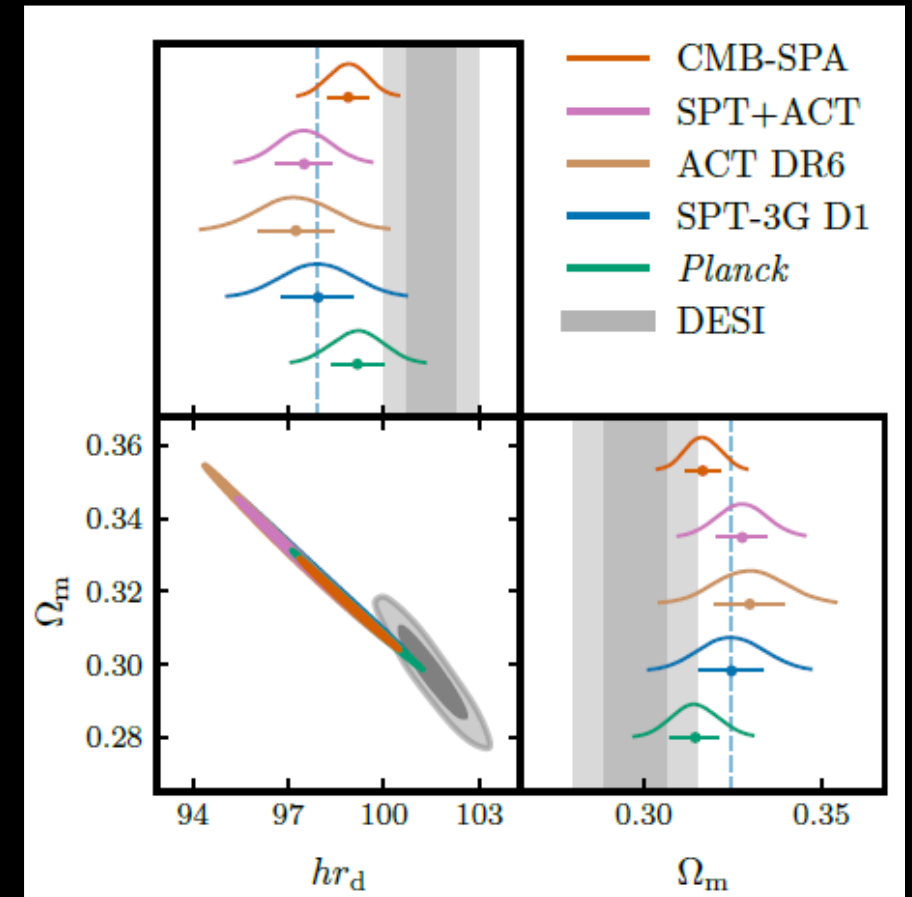 CMB-SPA
SPT+ACT
ACT DR6
SPT-3G D1
Planck
DESI
0.36
0.34
0.32
0.30
0.28
Ωm
94 97 100 103
hrd
0.30 0.35
Ωm